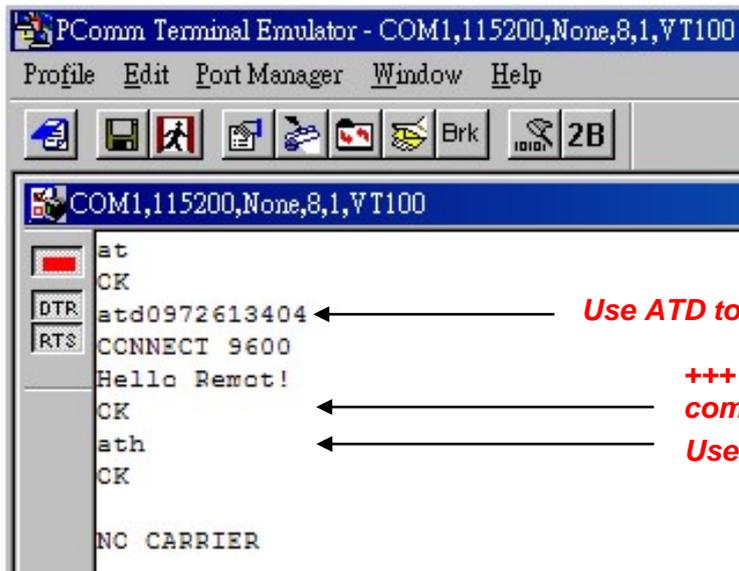 PComm Terminal Emulator - COM1,115200,None,8,1,VT100
Profile Edit Port Manager Window Help
Brk 2B
COM1,115200,None,8,1,VT100
DTR
RTS
at
OK
atd0972613404
CONNECT 9600
Hello Remot!
OK
ath
OK
NO CARRIER
Use ATD to
+++
com
Use